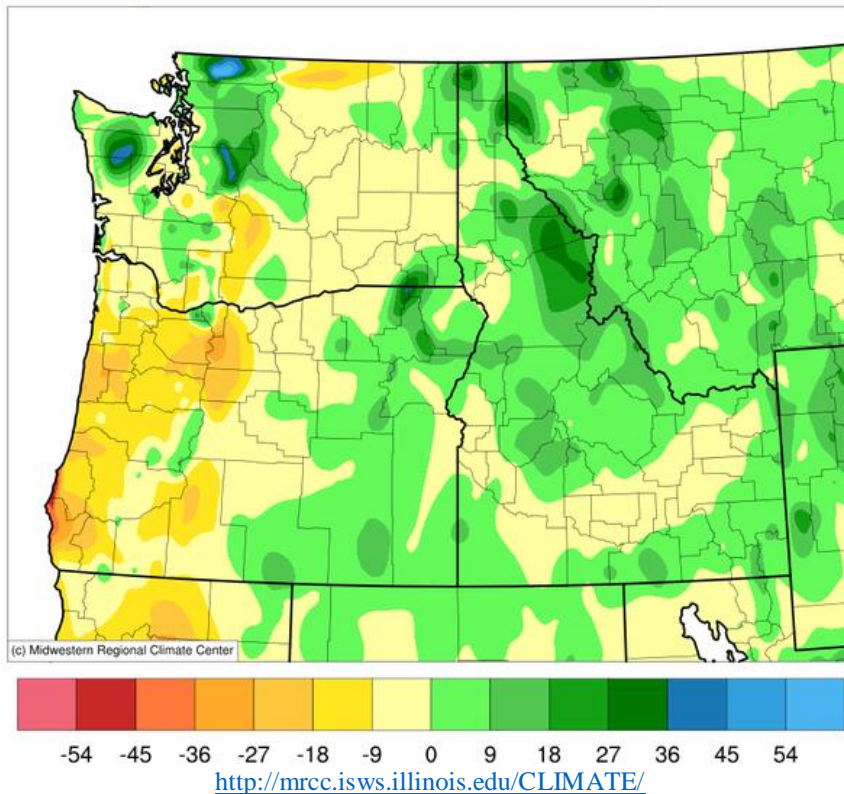 (c) Midwestern Regional Climate Center
-54 -45 -36 -27 -18 -9 0 9 18 27 36 45 54
http://mrcc.isws.illinois.edu/CLIMATE/